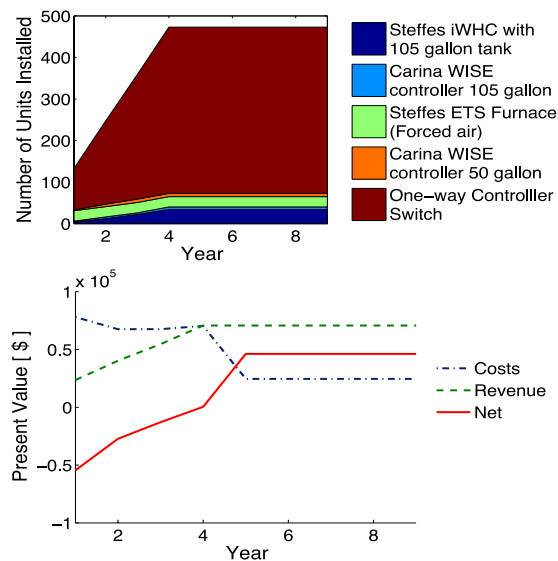 500
400
300
200
100
0
Number of Units Installed
2
4
6
8
Year
Steffes iWHC with
105 gallon tank
Carina WISE
controller 105 gallon
Steffes ETS Furnace
(Forced air)
Carina WISE
controller 50 gallon
One-way Controlller
Switch
x 10^5
1
0.5
0
−0.5
−1
Present Value [ $ ]
2
4
6
8
Year
Costs
Revenue
Net